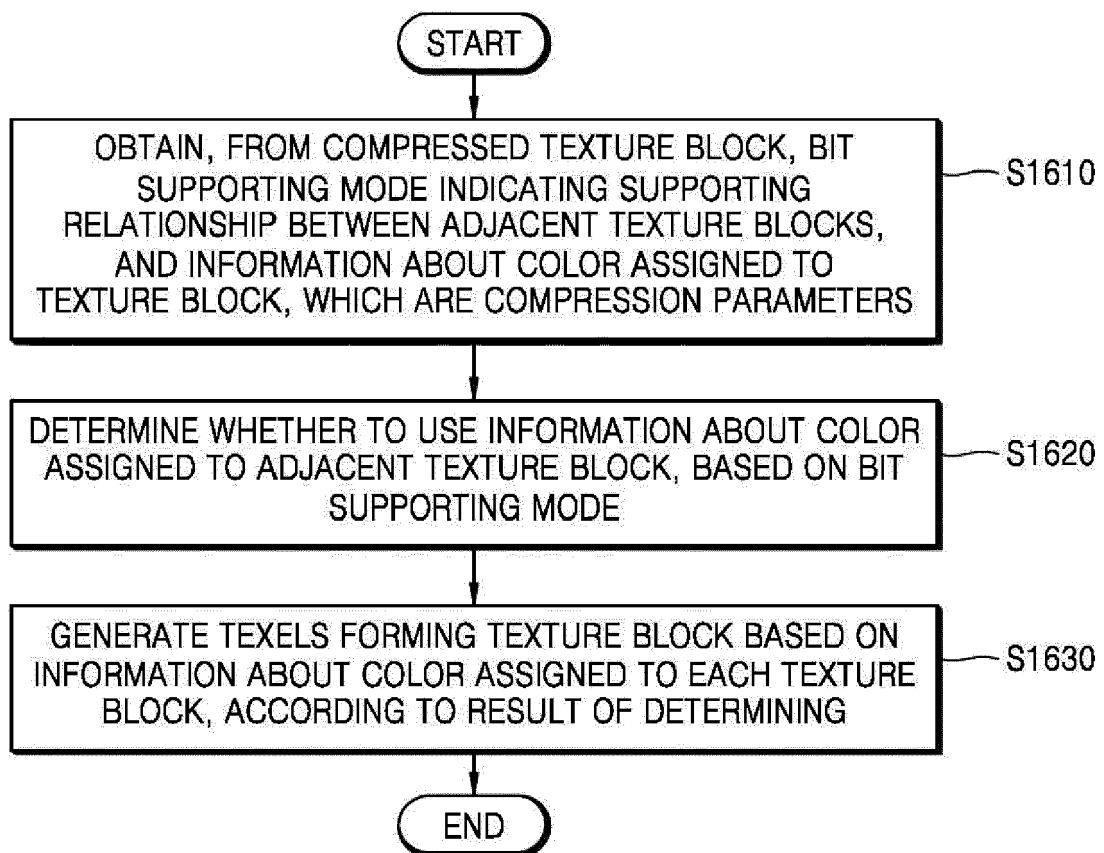 START
OBTAIN, FROM COMPRESSED TEXTURE BLOCK, BIT
SUPPORTING MODE INDICATING SUPPORTING
RELATIONSHIP BETWEEN ADJACENT TEXTURE BLOCKS,
AND INFORMATION ABOUT COLOR ASSIGNED TO
TEXTURE BLOCK, WHICH ARE COMPRESSION PARAMETERS
S1610
DETERMINE WHETHER TO USE INFORMATION ABOUT COLOR
ASSIGNED TO ADJACENT TEXTURE BLOCK, BASED ON BIT
SUPPORTING MODE
S1620
GENERATE TEXELS FORMING TEXTURE BLOCK BASED ON
INFORMATION ABOUT COLOR ASSIGNED TO EACH TEXTURE
BLOCK, ACCORDING TO RESULT OF DETERMINING
S1630
END